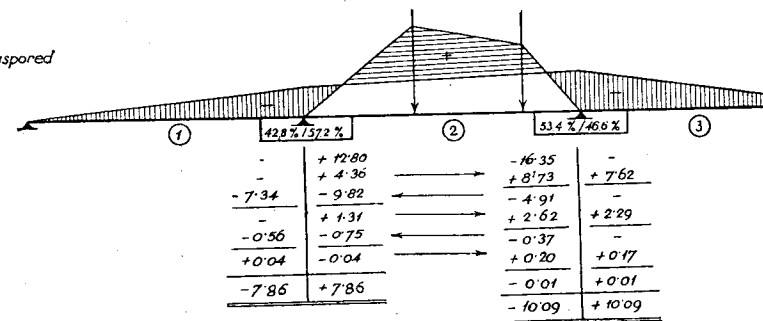 spored
+
-
-
①
42,8 % / 57,2 %
②
53.4 % / 46.6 %
③
- + 12.80 -16.35 -
- + 4.36 +8.73 + 7.62
-7.34 -9.82 -4.91 -
- + 1.31 + 2.62 +2.29
-0.56 -0.75 -0.37 -
+0.04 -0.04 +0.20 +0.17
-7.86 +7.86 -0.01 +0.01
-10.09 +10.09